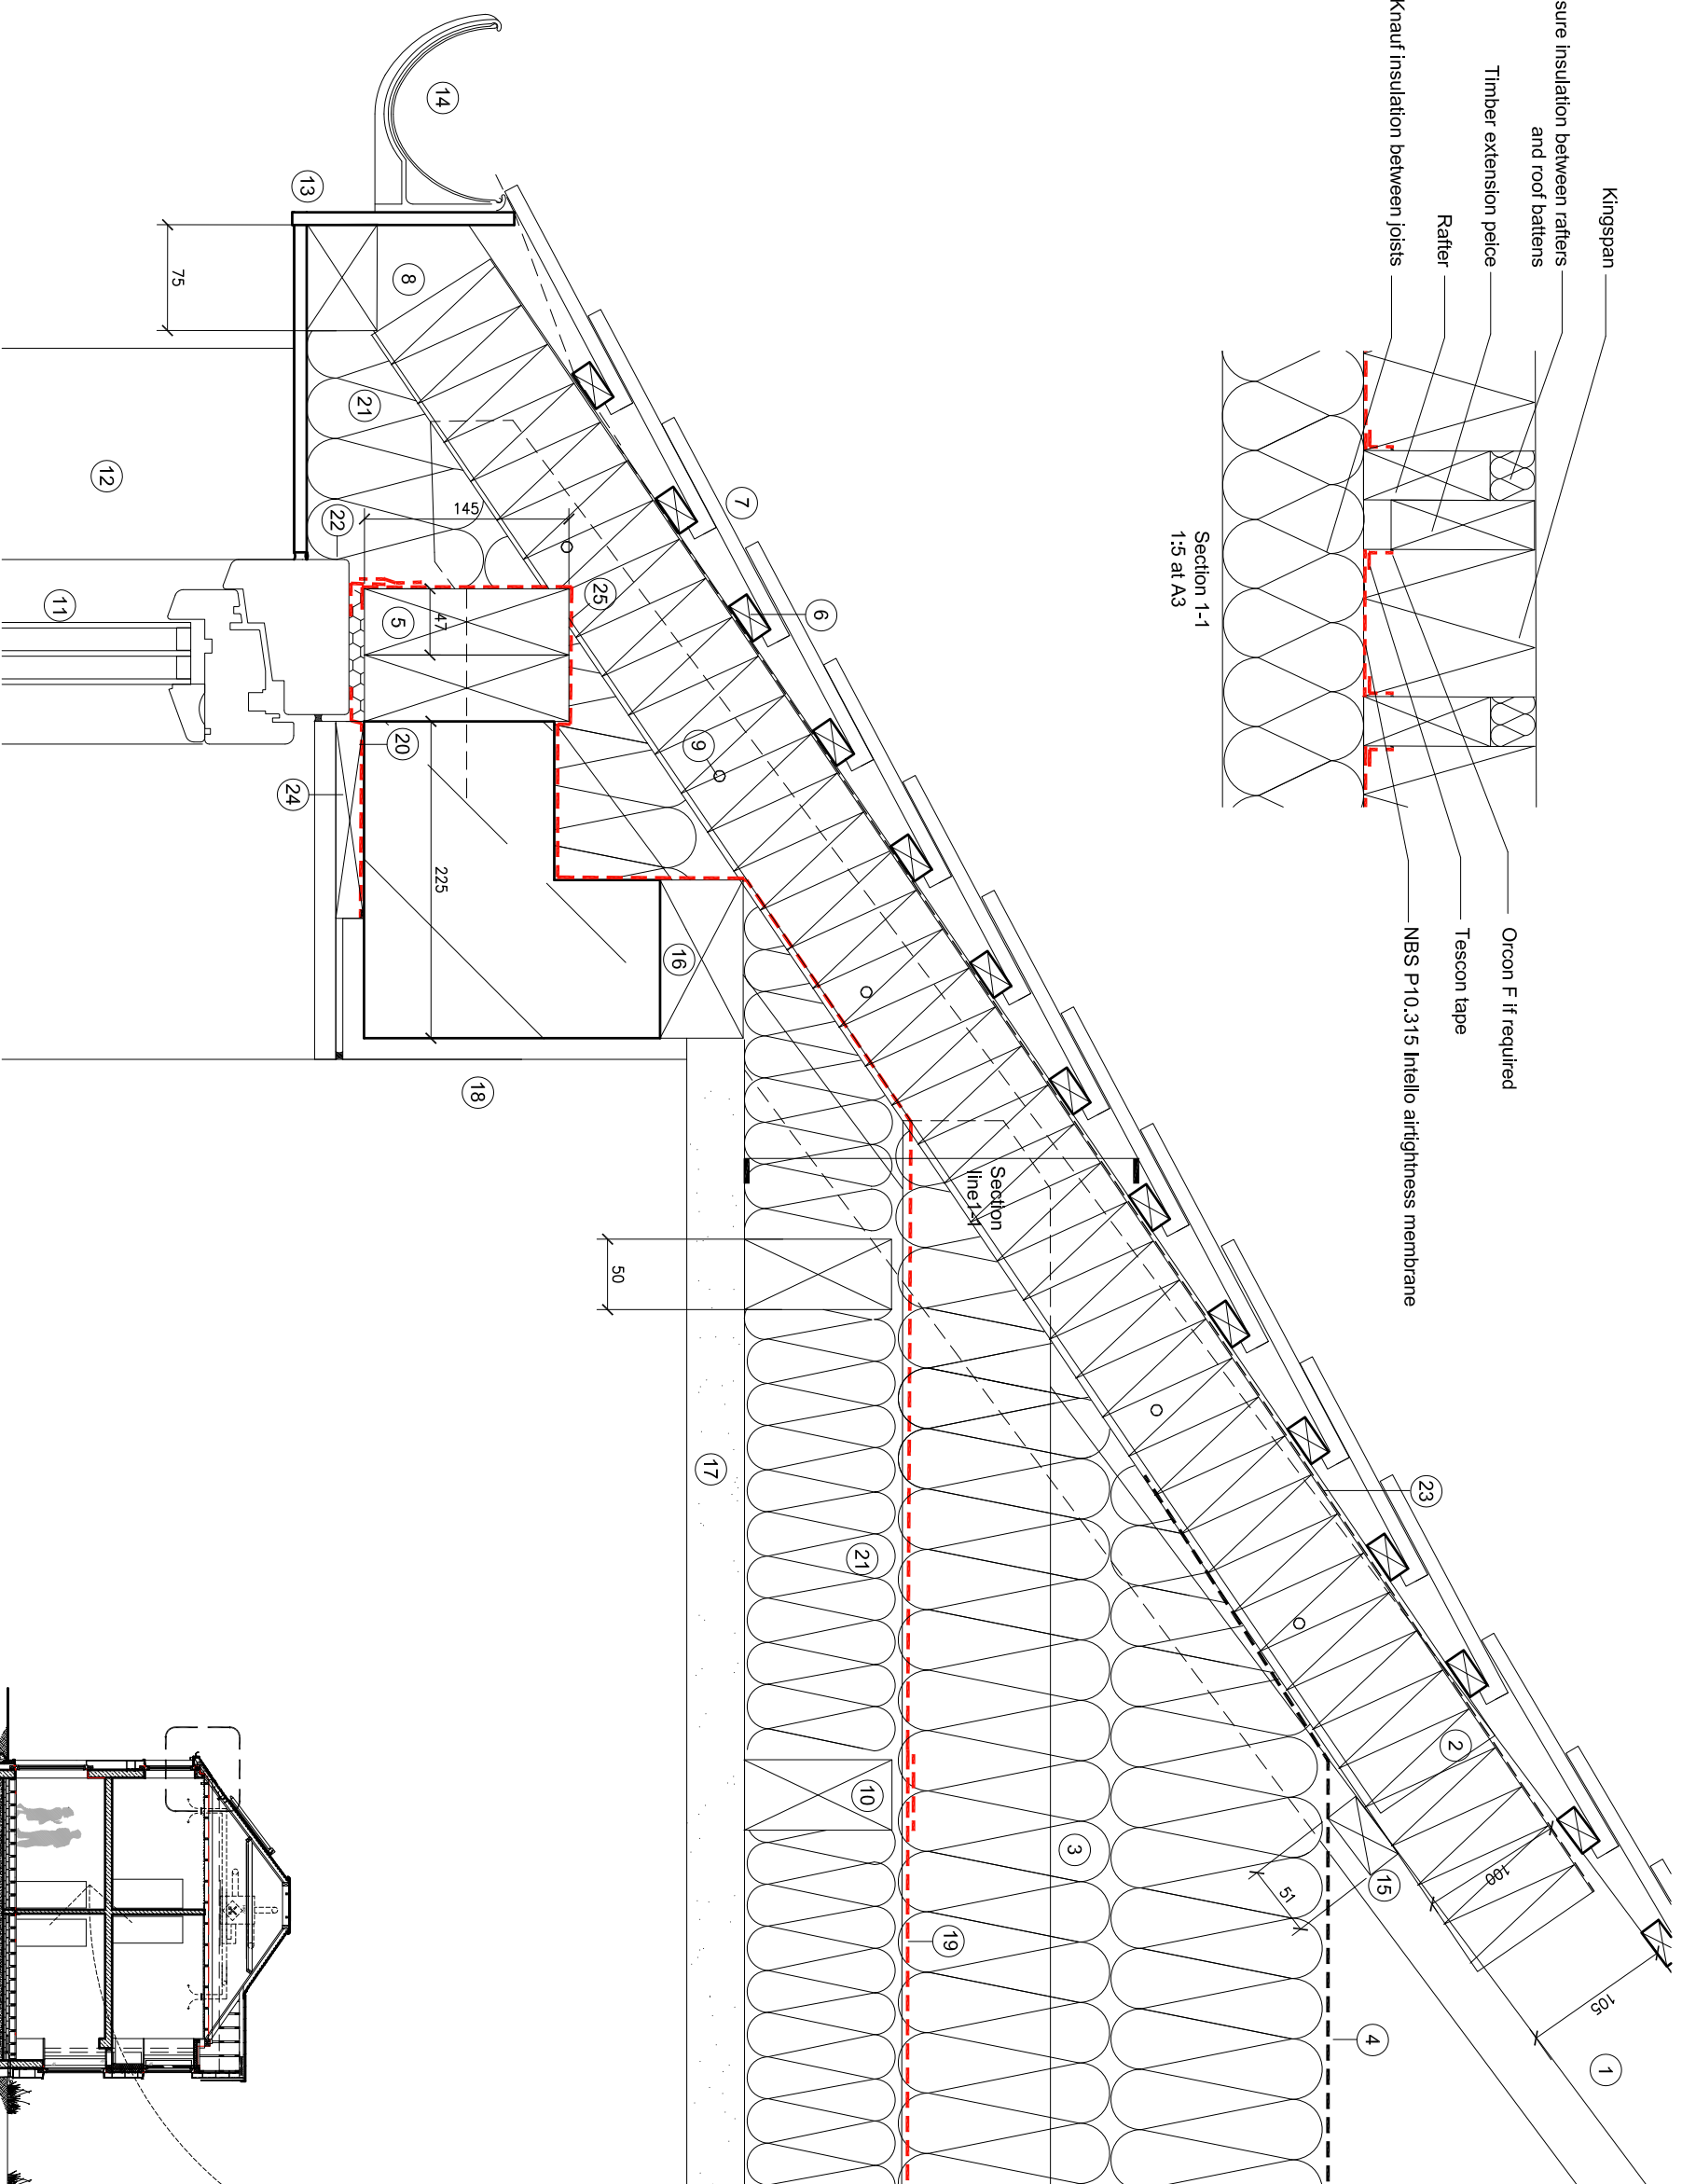 Kingspan
sure insulation between rafters
and roof battens
Timber extension peice
Rafter
Knauf insulation between joists
Orcon F if required
Tescon tape
NBS P10.315 Intello airtightness membrane
Section 1-1
1:5 at A3
14
13
8
75
21
12
22
145
7
11
5
47
25
6
20
24
9
225
16
18
Section
line1-1
50
17
21
23
10
2
3
15
51
100
19
105
4
1